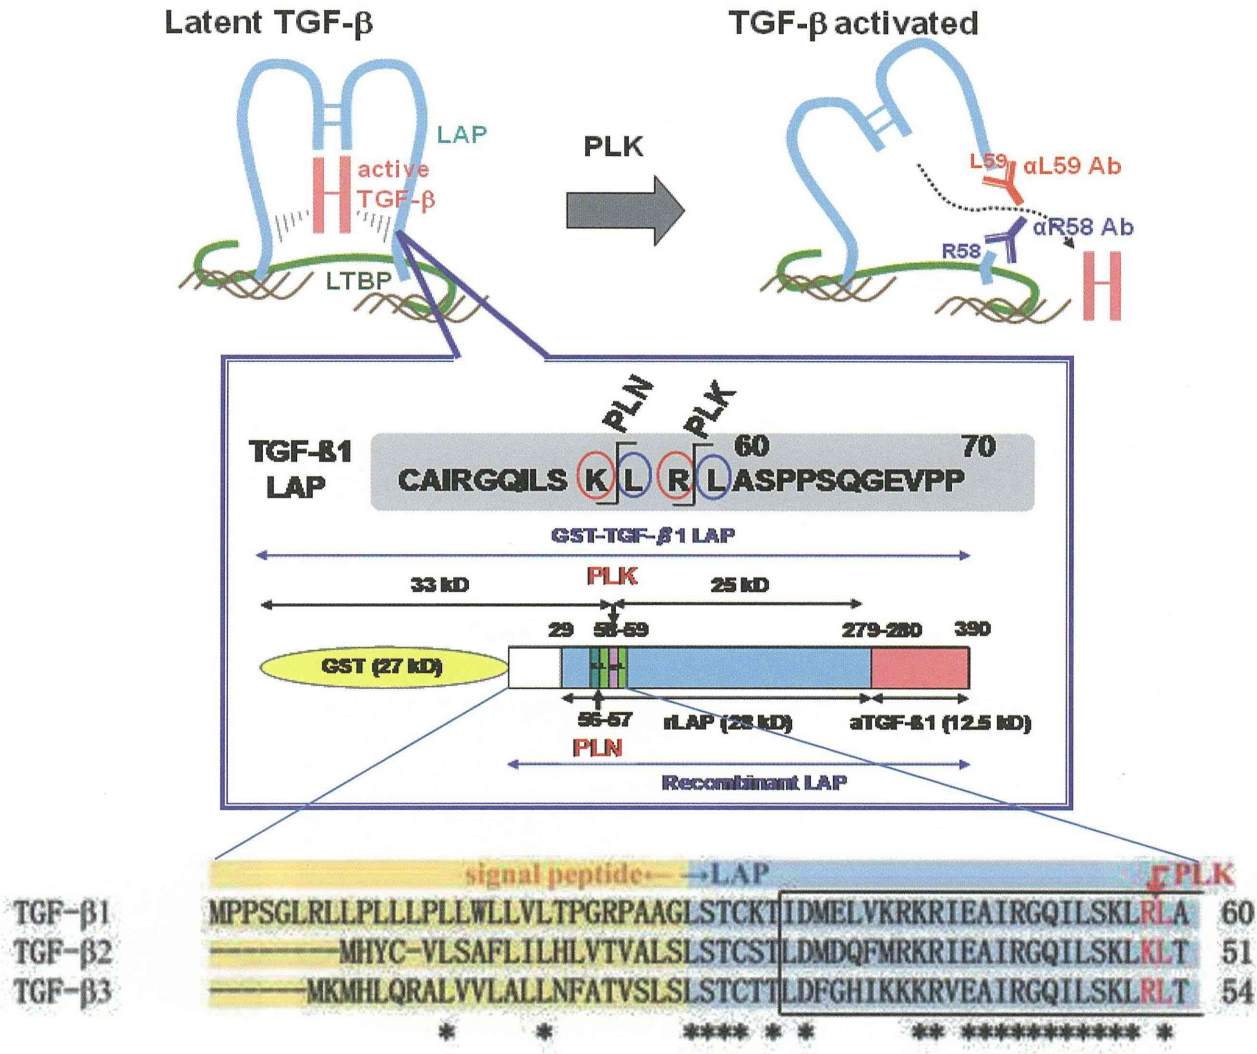 Latent TGF-β
TGF-β activated
LAP
active
TGF-β
LTBP
PLK
L59
αL59 Ab
αR58 Ab
R58
PLN
PLK
TGF-ß1
LAP
60
70
CAIRGQILS K L R L ASPPSQGEVPP
GST-TGF-β1 LAP
PLK
33 kD
25 kD
29
58-59
279-280
390
GST (27 kD)
56-57
rLAP (28 kD)
aTGF-ß1 (12.5 kD)
PLN
Recombinant LAP
signal peptide← →LAP
PLK
TGF-β1 MPPSGLRLLPLLLPLLWLLVLTPGRPAAGLSTCKTIDMELVKRKRIEAIRGQILSKLRLA 60
TGF-β2 ————MHYC-VLSAFLILHLVTVALSLSTCSTLDMDQFMRKRIEAIRGQILSKLKLT 51
TGF-β3 ———MKMHLQRALVVLALLNFATVSLSLSTCTTLDFGHIKKKRVEAIRGQILSKLRLT 54
* * **** * * ** *********** *